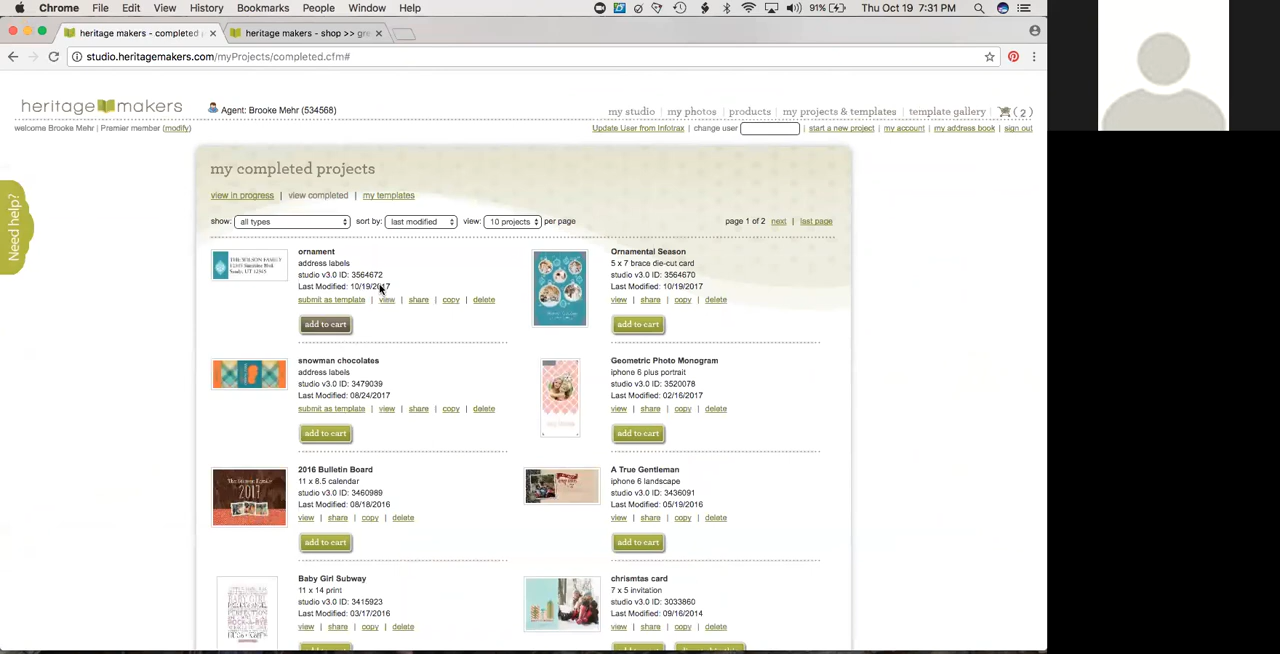 Chrome File Edit View History Bookmarks People Window Help 91% Thu Oct 19 7:31 PM
heritage makers - completed heritage makers - shop >> gre
studio.heritagemakers.com/myProjects/completed.cfm#
heritage makers Agent: Brooke Mehr (534568) my studio | my photos | products | my projects & templates | template gallery | (2)
welcome Brooke Mehr | Premier member (modify) Update User from Infotrax | change user | start a new project | my account | my address book | sign out
Need help?
my completed projects
view in progress | view completed | my templates
show: all types sort by: last modified view: 10 projects per page page 1 of 2 next | last page
ornament
address labels
studio v3.0 ID: 3564672
Last Modified: 10/19/2017
submit as template | view | share | copy | delete
add to cart
THE WILSON FAMILY
Sandy, UT 12345
Ornamental Season
5 x 7 brace die-cut card
studio v3.0 ID: 3564670
Last Modified: 10/19/2017
view | share | copy | delete
add to cart
snowman chocolates
address labels
studio v3.0 ID: 3479039
Last Modified: 08/24/2017
submit as template | view | share | copy | delete
add to cart
Geometric Photo Monogram
iphone 6 plus portrait
studio v3.0 ID: 3520078
Last Modified: 02/16/2017
view | share | copy | delete
add to cart
2016 Bulletin Board
11 x 8.5 calendar
studio v3.0 ID: 3460989
Last Modified: 08/18/2016
view | share | copy | delete
add to cart
2017
A True Gentleman
iphone 6 landscape
studio v3.0 ID: 3436091
Last Modified: 05/19/2016
view | share | copy | delete
add to cart
Baby Girl Subway
11 x 14 print
studio v3.0 ID: 3415923
Last Modified: 03/17/2016
view | share | copy | delete
chrismtas card
7 x 5 invitation
studio v3.0 ID: 3033860
Last Modified: 09/16/2014
view | share | copy | delete